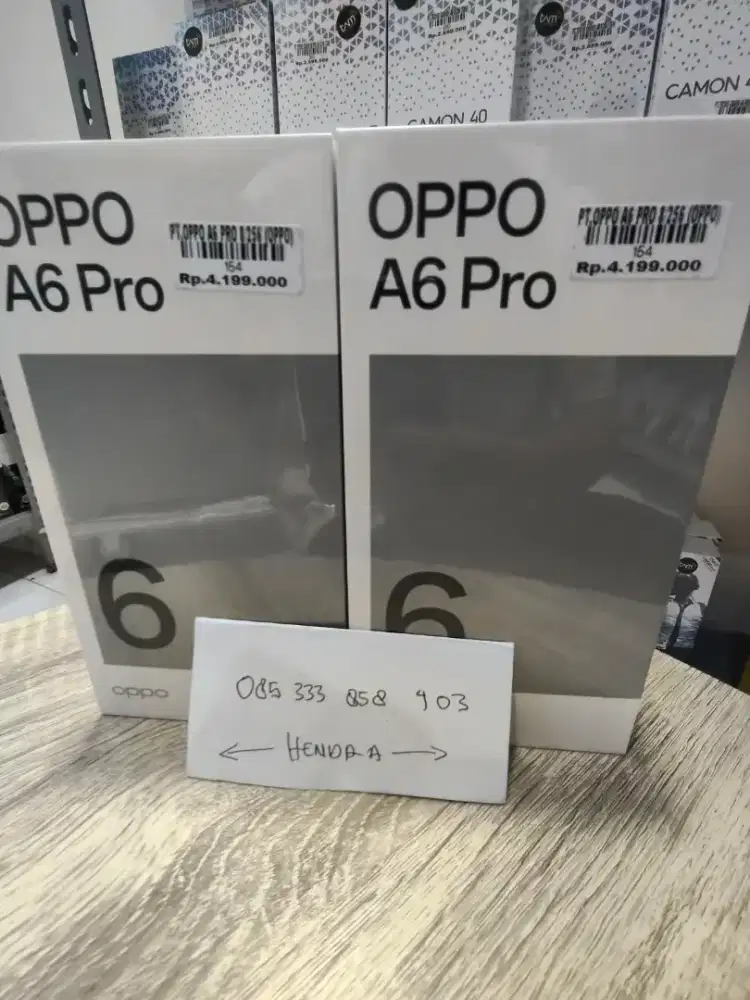 CAMON 40
CAMON 4
OPPO
A6 Pro
PT.OPPO A6 PRO 8 256 (OPPO)
164
Rp.4.199.000
OPPO
A6 Pro
PT.OPPO A6 PRO 8 256 (OPPO)
164
Rp.4.199.000
6
6
oppo
085 333 858 903
HENDRA